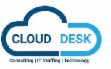 CLOUD DESK
Consulting | IT Staffing | Technology